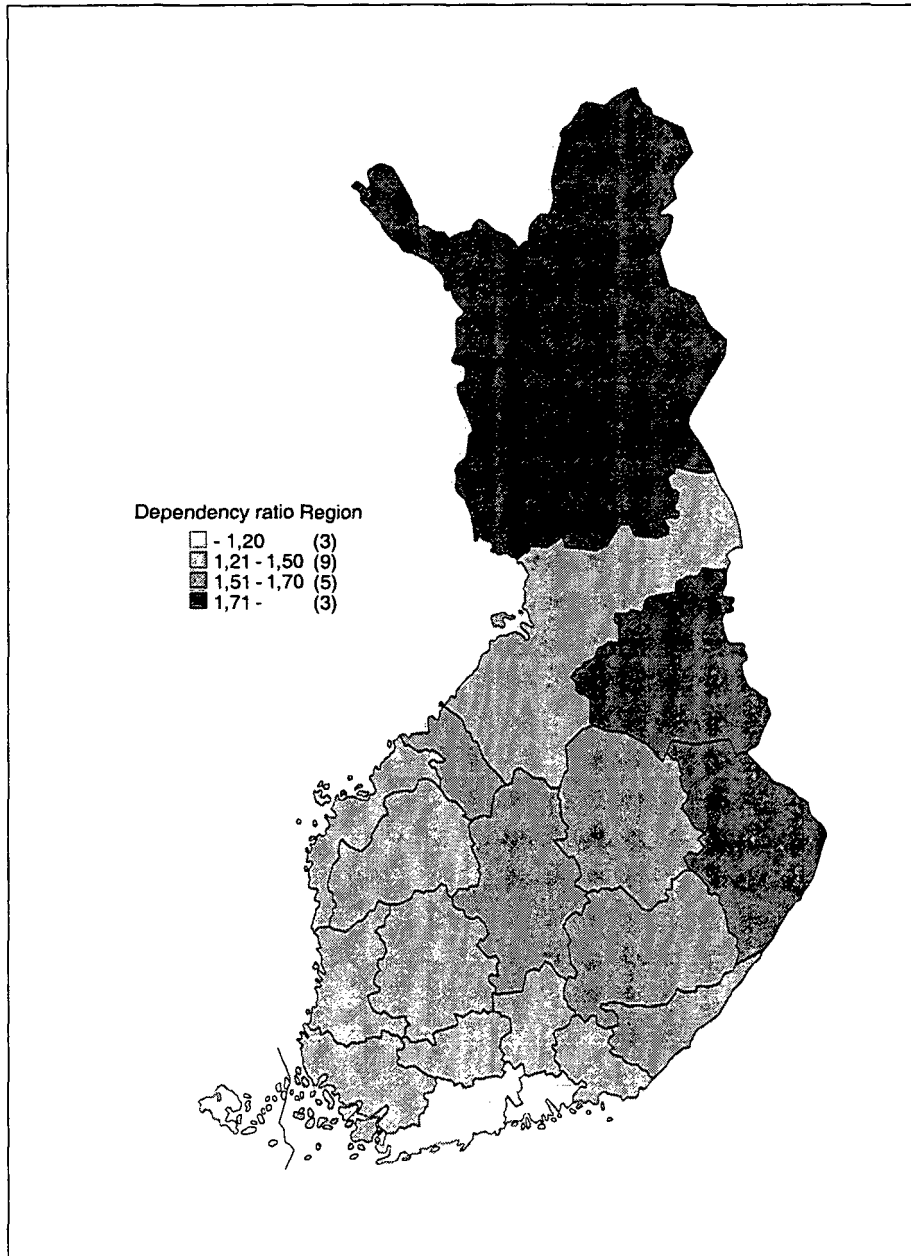 Dependency ratio Region
- 1,20 (3)
1,21 - 1,50 (9)
1,51 - 1,70 (5)
1,71 - (3)